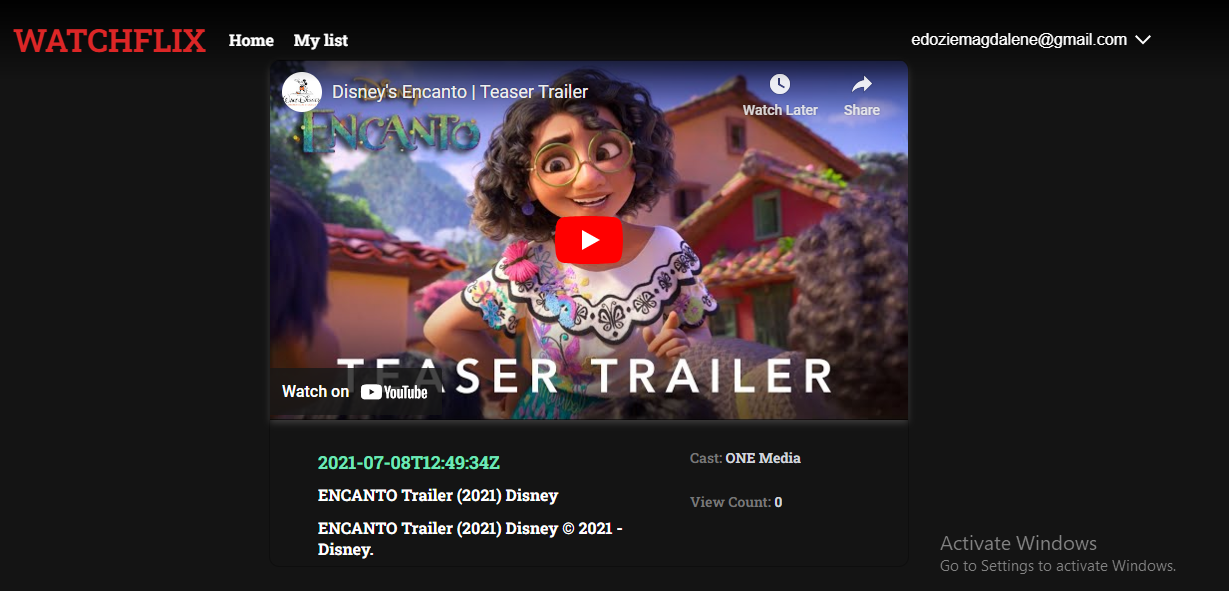 WATCHFLIX Home My list edoziemagdalene@gmail.com
Disney's Encanto | Teaser Trailer
Watch Later Share
ENCANTO
TEASER TRAILER
Watch on YouTube
2021-07-08T12:49:34Z
ENCANTO Trailer (2021) Disney
ENCANTO Trailer (2021) Disney © 2021 -
Disney.
Cast: ONE Media
View Count: 0
Activate Windows
Go to Settings to activate Windows.